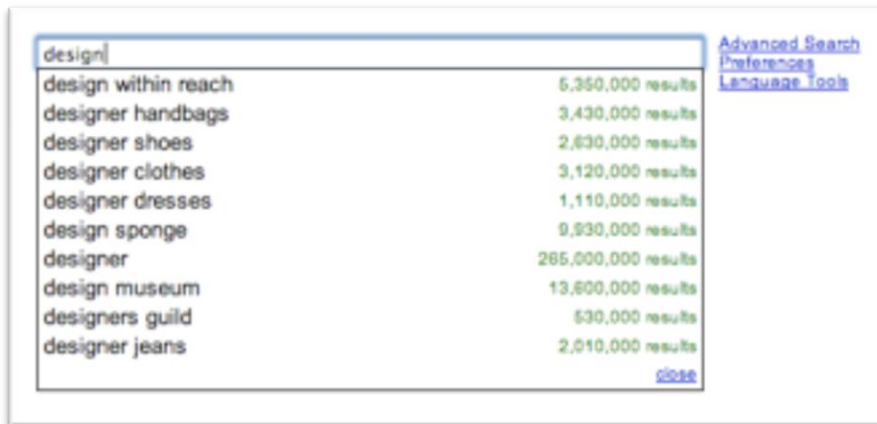 design
Advanced Search
Preferences
Language Tools
design within reach 5,350,000 results
designer handbags 3,430,000 results
designer shoes 2,630,000 results
designer clothes 3,120,000 results
designer dresses 1,110,000 results
design sponge 9,930,000 results
designer 265,000,000 results
design museum 13,600,000 results
designers guild 530,000 results
designer jeans 2,010,000 results
close